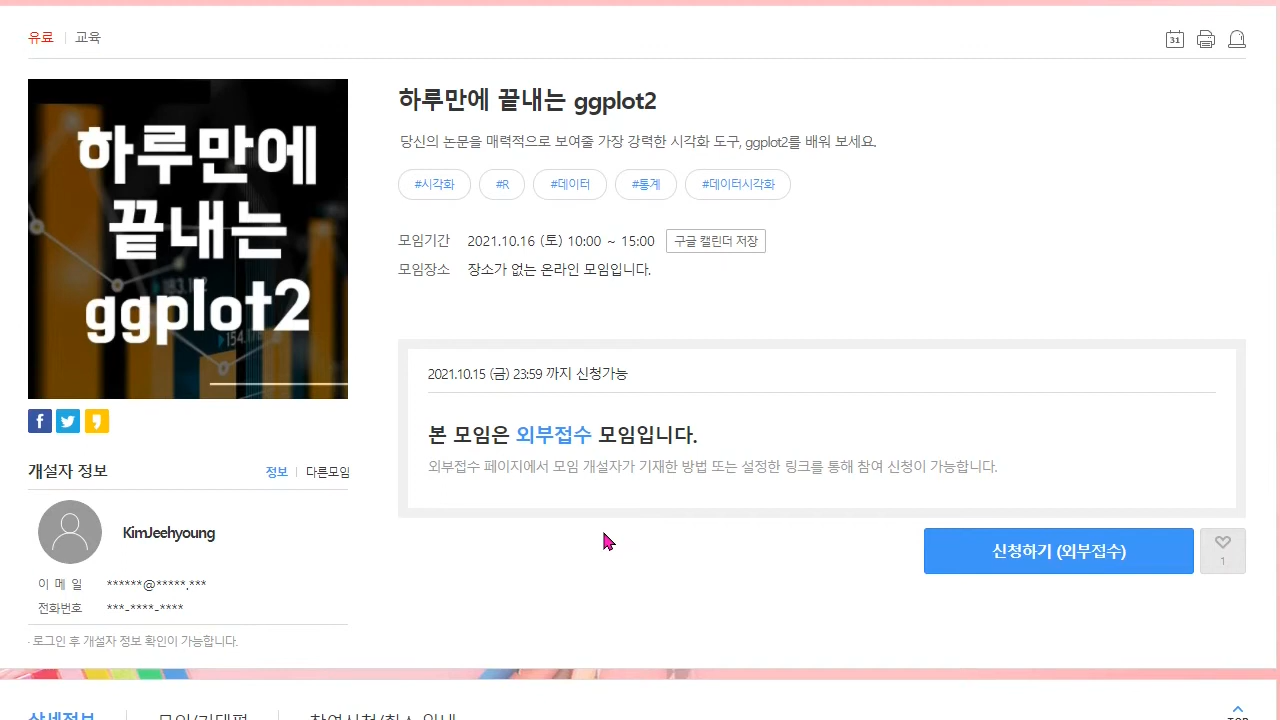 유료 교육
31
하루만에
끝내는
ggplot2
하루만에 끝내는 ggplot2
당신의 논문을 매력적으로 보여줄 가장 강력한 시각화 도구, ggplot2를 배워 보세요.
#시각화 #R #데이터 #통계 #데이터시각화
모임기간 2021.10.16 (토) 10:00 ~ 15:00 구글 캘린더 저장
모임장소 장소가 없는 온라인 모임입니다.
2021.10.15 (금) 23:59 까지 신청가능
본 모임은 외부접수 모임입니다.
외부접수 페이지에서 모임 개설자가 기재한 방법 또는 설정한 링크를 통해 참여 신청이 가능합니다.
신청하기 (외부접수)
1
개설자 정보 정보 다른모임
KimJeehyoung
이 메 일 ******@*****.***
전화번호 ***-****-****
- 로그인 후 개설자 정보 확인이 가능합니다.
상세정보
TOP